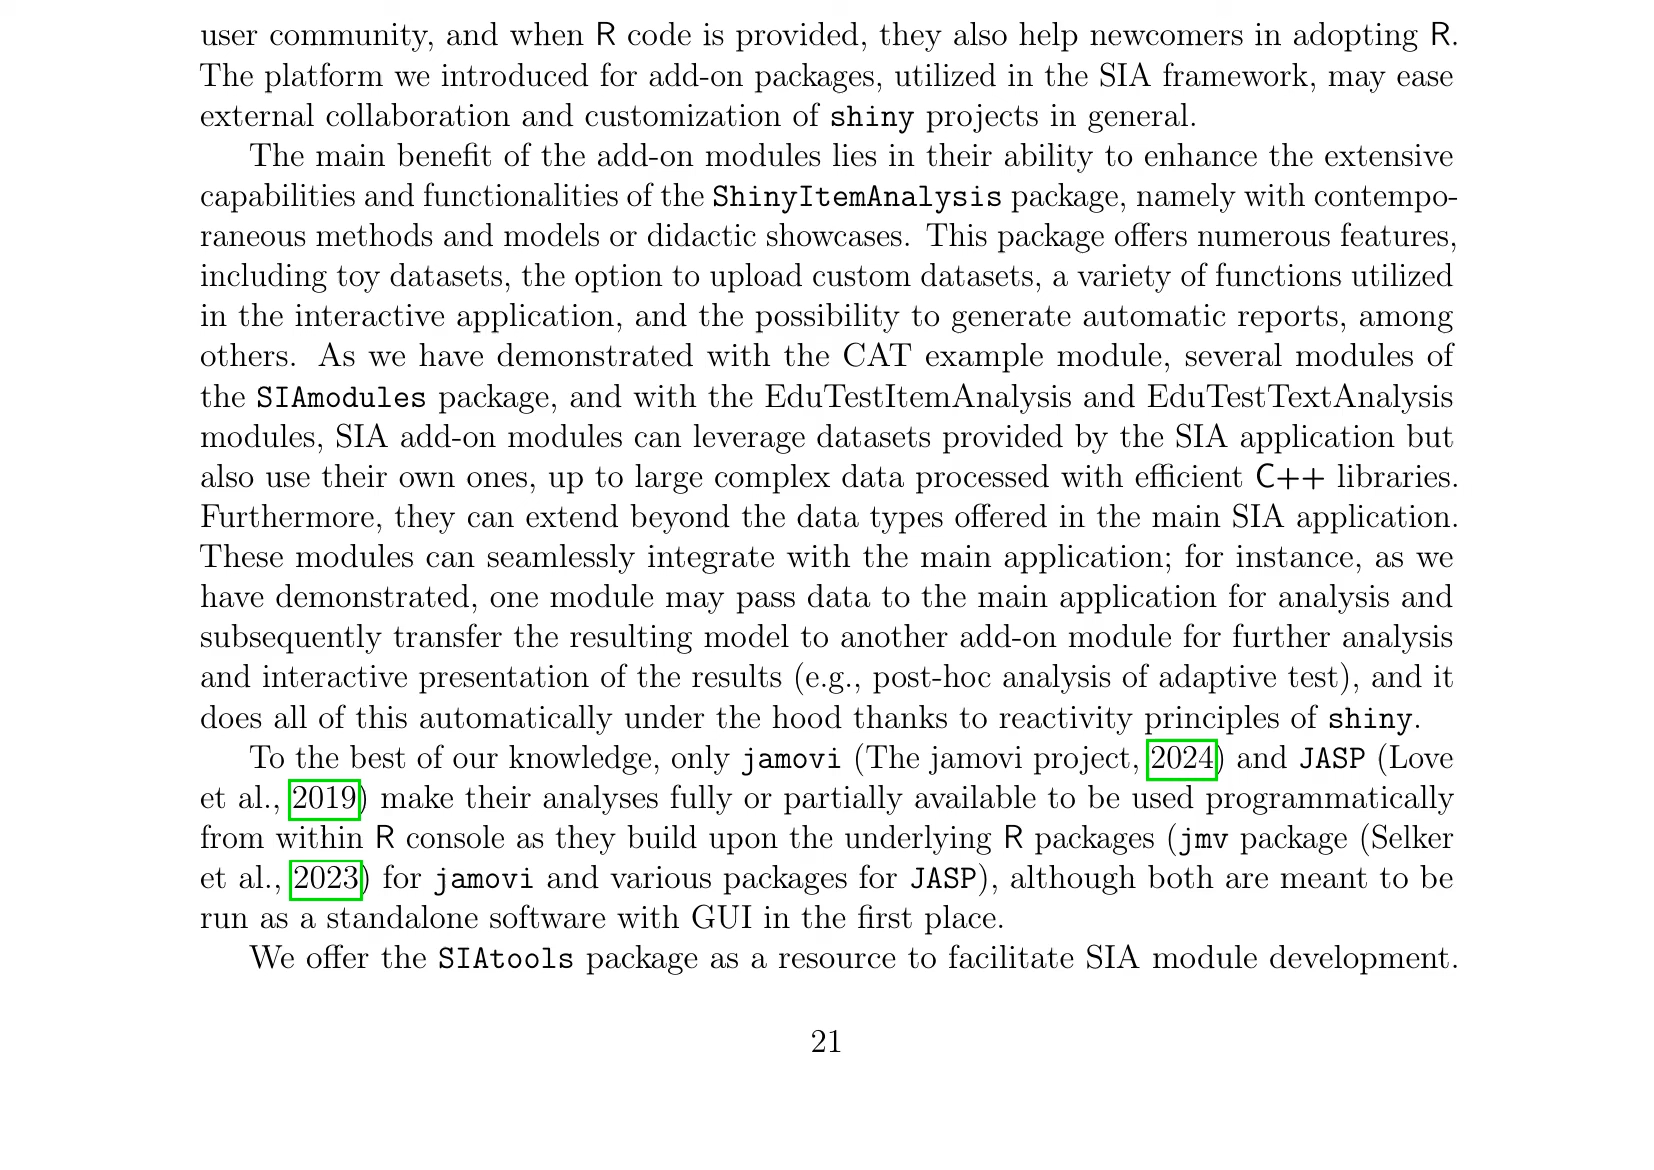 user community, and when R code is provided, they also help newcomers in adopting R.
The platform we introduced for add-on packages, utilized in the SIA framework, may ease
external collaboration and customization of shiny projects in general.
The main benefit of the add-on modules lies in their ability to enhance the extensive
capabilities and functionalities of the ShinyItemAnalysis package, namely with contempo-
raneous methods and models or didactic showcases. This package offers numerous features,
including toy datasets, the option to upload custom datasets, a variety of functions utilized
in the interactive application, and the possibility to generate automatic reports, among
others. As we have demonstrated with the CAT example module, several modules of
the SIAmodules package, and with the EduTestItemAnalysis and EduTestTextAnalysis
modules, SIA add-on modules can leverage datasets provided by the SIA application but
also use their own ones, up to large complex data processed with efficient C++ libraries.
Furthermore, they can extend beyond the data types offered in the main SIA application.
These modules can seamlessly integrate with the main application; for instance, as we
have demonstrated, one module may pass data to the main application for analysis and
subsequently transfer the resulting model to another add-on module for further analysis
and interactive presentation of the results (e.g., post-hoc analysis of adaptive test), and it
does all of this automatically under the hood thanks to reactivity principles of shiny.
To the best of our knowledge, only jamovi (The jamovi project, 2024) and JASP (Love
et al., 2019) make their analyses fully or partially available to be used programmatically
from within R console as they build upon the underlying R packages (jmv package (Selker
et al., 2023) for jamovi and various packages for JASP), although both are meant to be
run as a standalone software with GUI in the first place.
We offer the SIAtools package as a resource to facilitate SIA module development.
21